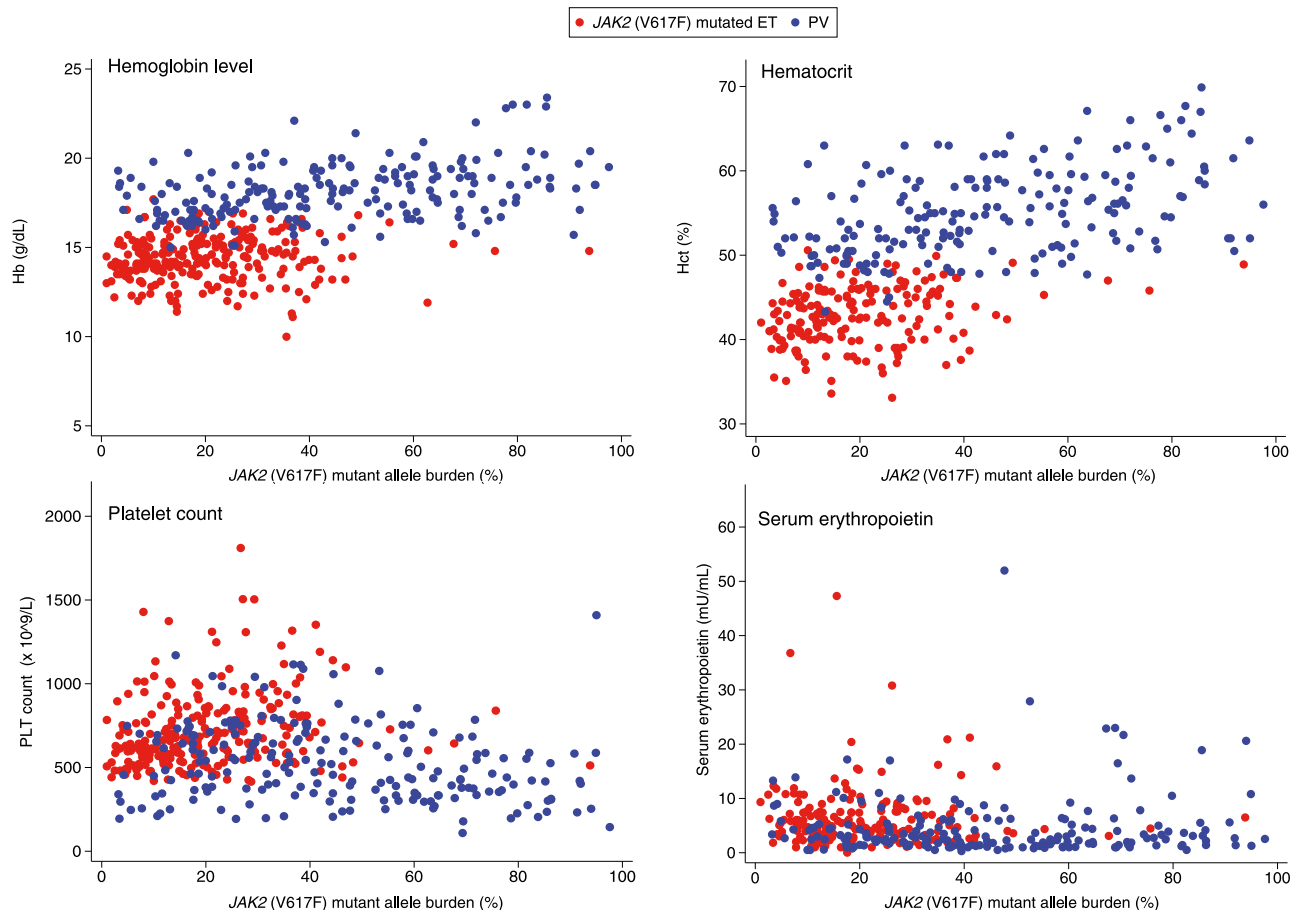 JAK2 (V617F) mutated ET PV
Hemoglobin level
25
20
15
10
5
Hb (g/dL)
0 20 40 60 80 100
JAK2 (V617F) mutant allele burden (%)
Hematocrit
70
60
50
40
30
Hct (%)
0 20 40 60 80 100
JAK2 (V617F) mutant allele burden (%)
Platelet count
2000
1500
1000
500
0
PLT count (x 10^9/L)
0 20 40 60 80 100
JAK2 (V617F) mutant allele burden (%)
Serum erythropoietin
60
50
40
30
20
10
0
Serum erythropoietin (mU/mL)
0 20 40 60 80 100
JAK2 (V617F) mutant allele burden (%)